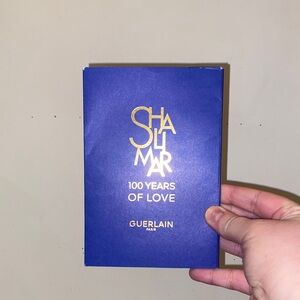 SHA
LI
MAR
100 YEARS
OF LOVE
GUERLAIN
PARIS